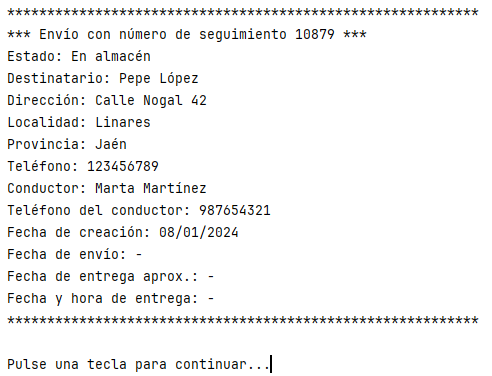 ***********************************************************
*** Envío con número de seguimiento 10879 ***
Estado: En almacén
Destinatario: Pepe López
Dirección: Calle Nogal 42
Localidad: Linares
Provincia: Jaén
Teléfono: 123456789
Conductor: Marta Martínez
Teléfono del conductor: 987654321
Fecha de creación: 08/01/2024
Fecha de envío: -
Fecha de entrega aprox.: -
Fecha y hora de entrega: -
***********************************************************
Pulse una tecla para continuar...